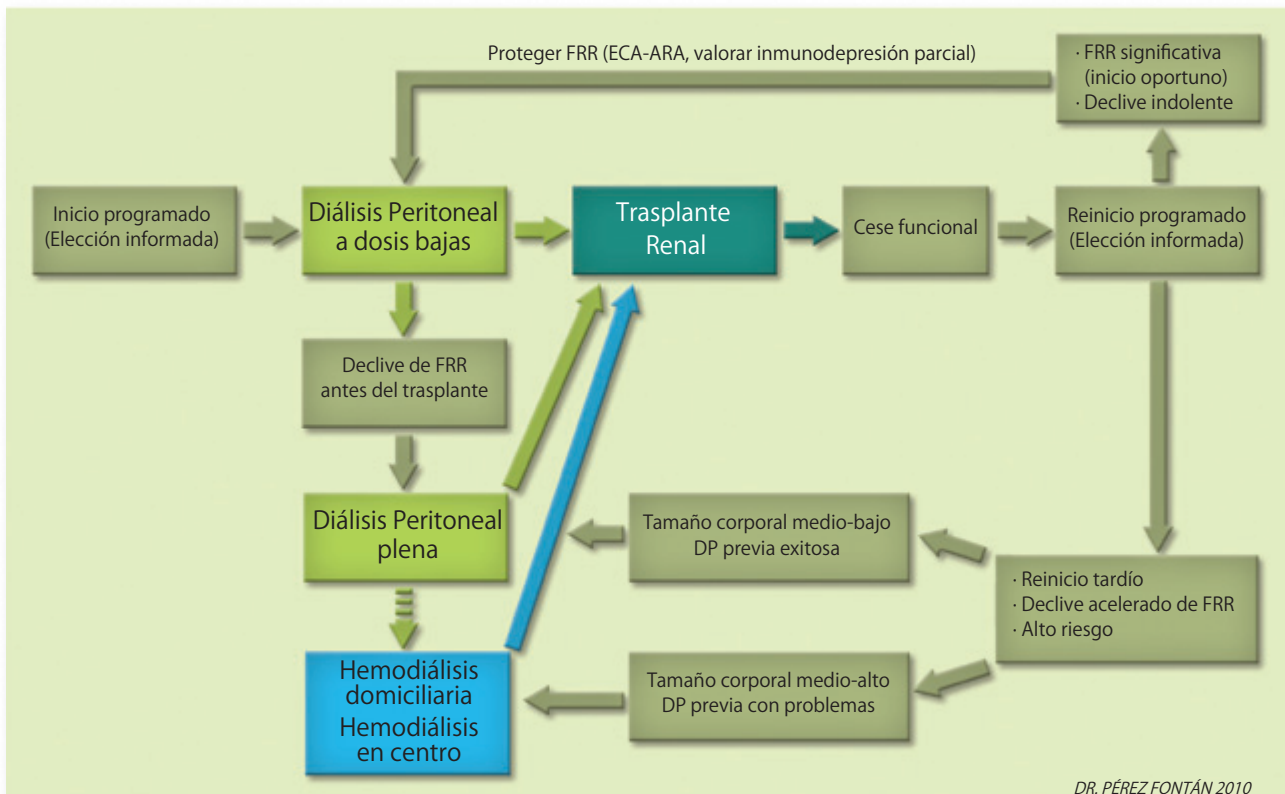 Proteger FRR (ECA-ARA, valorar inmunodepresión parcial)
· FRR significativa
(inicio oportuno)
· Declive indolente
Inicio programado
(Elección informada)
Diálisis Peritoneal
a dosis bajas
Trasplante
Renal
Cese funcional
Reinicio programado
(Elección informada)
Declive de FRR
antes del trasplante
Diálisis Peritoneal
plena
Tamaño corporal medio-bajo
DP previa exitosa
· Reinicio tardío
· Declive acelerado de FRR
· Alto riesgo
Hemodiálisis
domiciliaria
Hemodiálisis
en centro
Tamaño corporal medio-alto
DP previa con problemas
DR. PÉREZ FONTÁN 2010